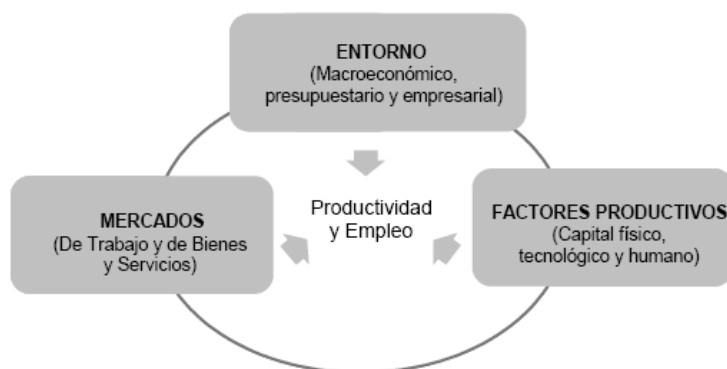 ENTORNO
(Macroeconómico,
presupuestario y empresarial)
Productividad
y Empleo
MERCADOS
(De Trabajo y de Bienes
y Servicios)
FACTORES PRODUCTIVOS
(Capital físico,
tecnológico y humano)